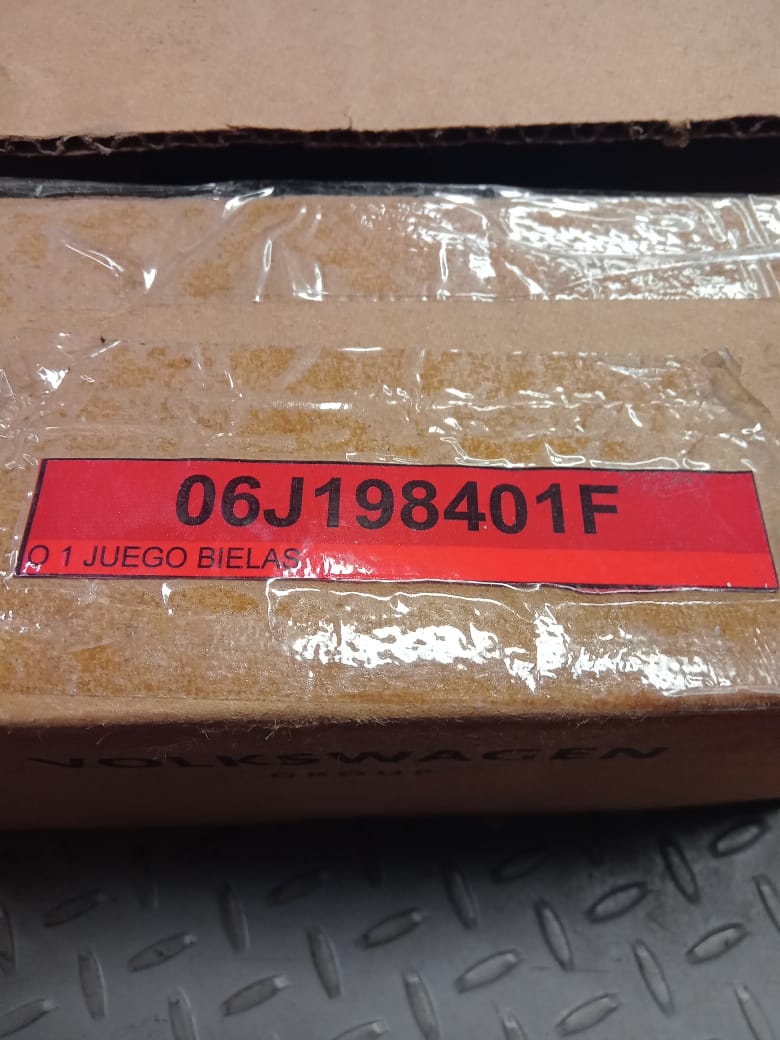 06J198401F
O 1 JUEGO BIELAS
VOLKSWAGEN
GROUP